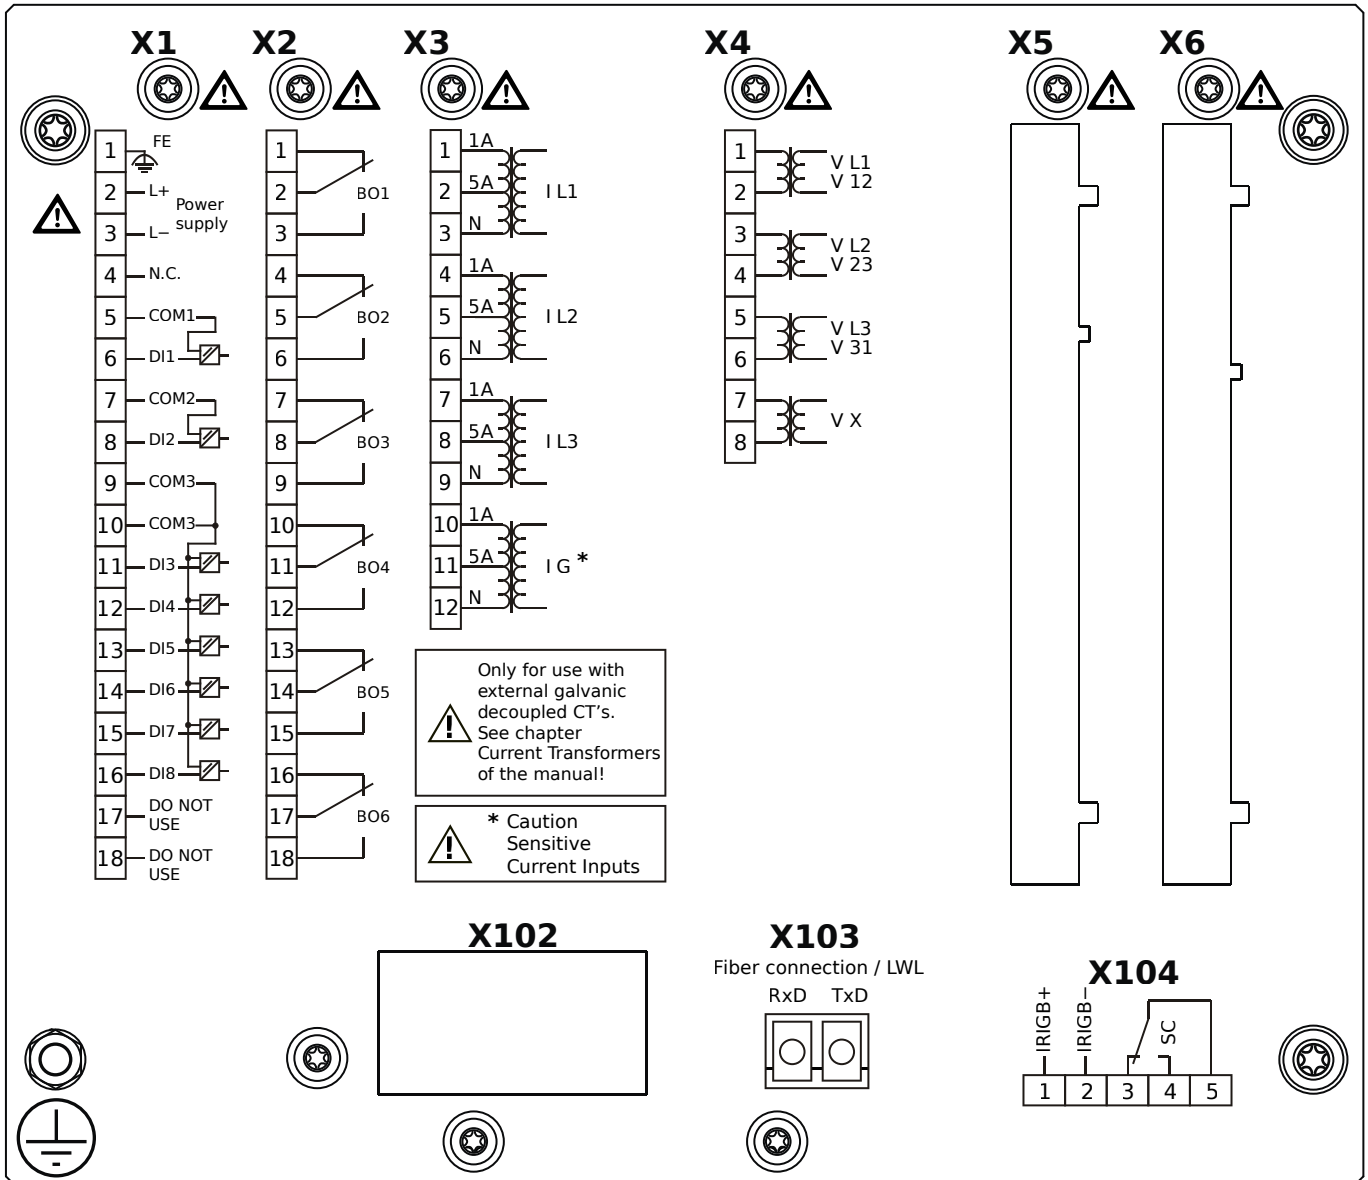 X1
X2
X3
X4
X5
X6
1
FE
2
L+
Power
supply
3
L−
4
N.C.
5
COM1
6
DI1
7
COM2
8
DI2
9
COM3
10
COM3
11
DI3
12
DI4
13
DI5
14
DI6
15
DI7
16
DI8
17
DO NOT
USE
18
DO NOT
USE
1
2
BO1
3
4
5
BO2
6
7
8
BO3
9
10
11
BO4
12
13
14
BO5
15
16
17
BO6
18
1
1A
2
5A
I L1
3
N
4
1A
5
5A
I L2
6
N
7
1A
8
5A
I L3
9
N
10
1A
11
5A
I G *
12
N
Only for use with
external galvanic
decoupled CT's.
See chapter
Current Transformers
of the manual!
* Caution
Sensitive
Current Inputs
1
V L1
2
V 12
3
V L2
4
V 23
5
V L3
6
V 31
7
V X
8
X102
X103
Fiber connection / LWL
RxD TxD
X104
IRIGB+
IRIGB−
SC
1 2 3 4 5